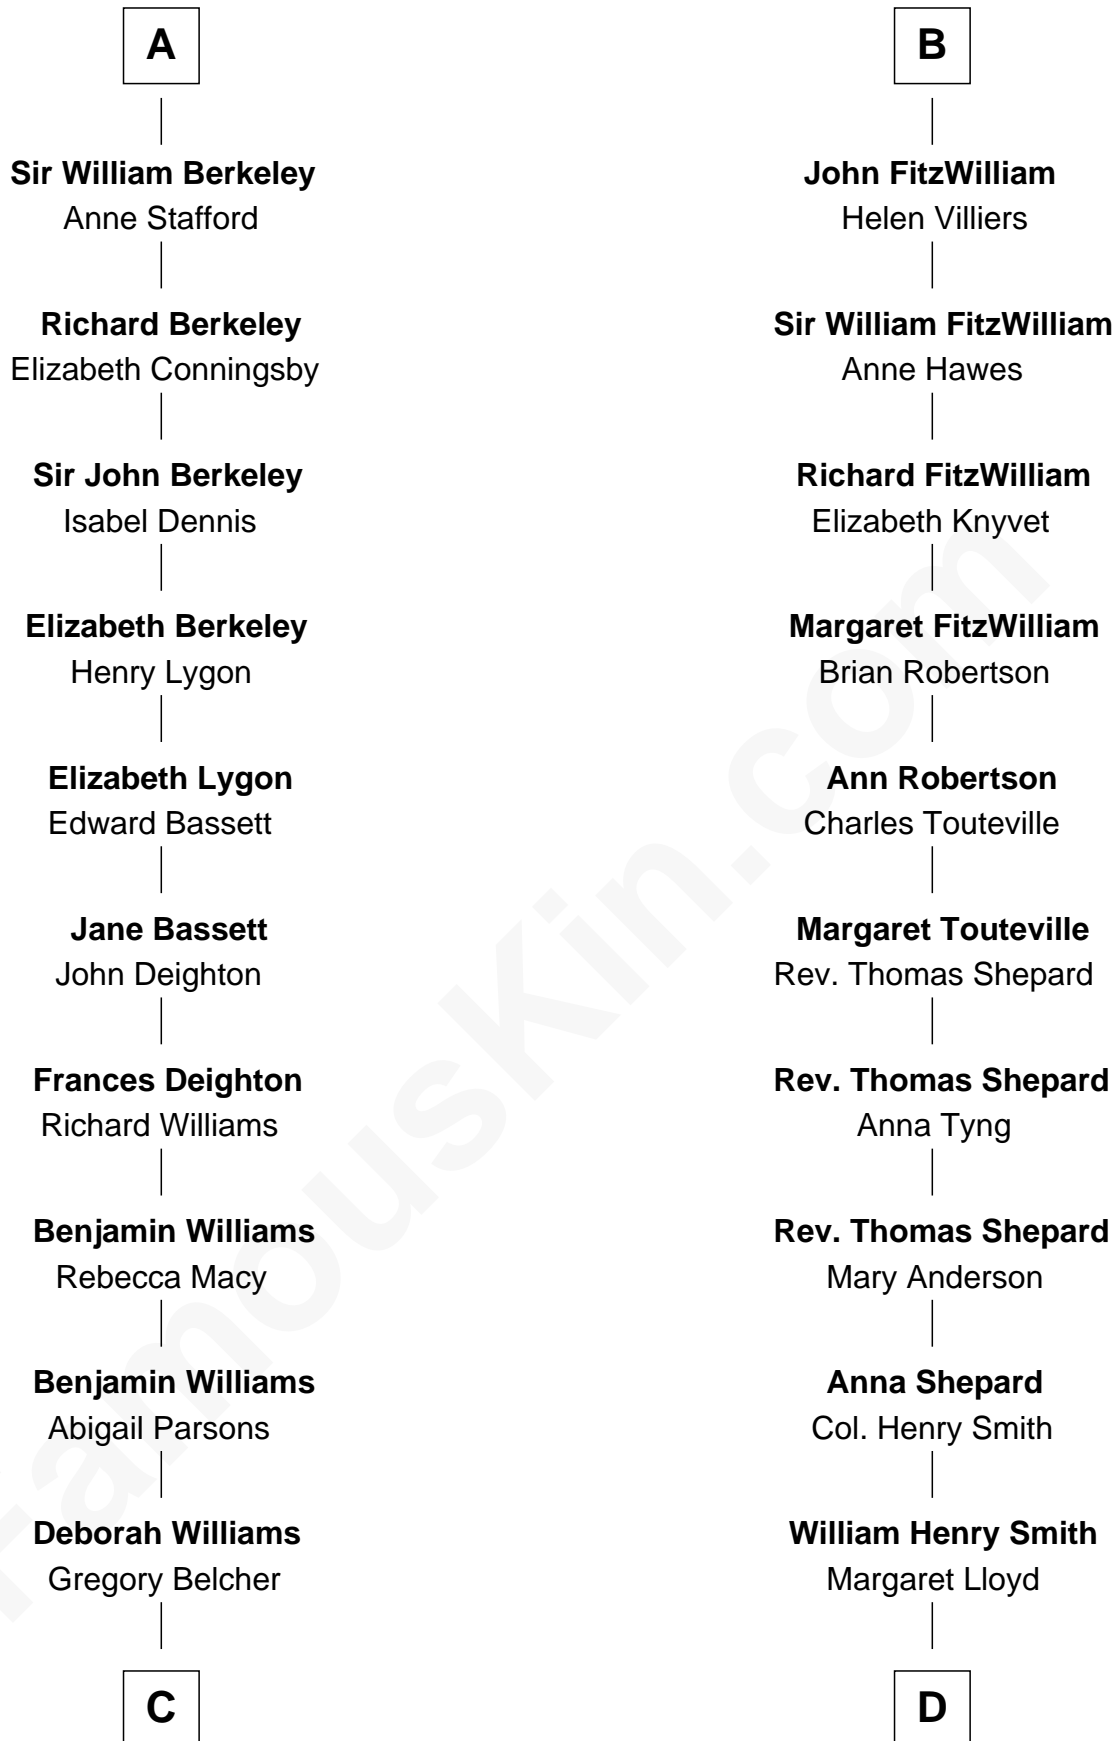 A
Sir William Berkeley
Anne Stafford
Richard Berkeley
Elizabeth Conningsby
Sir John Berkeley
Isabel Dennis
Elizabeth Berkeley
Henry Lygon
Elizabeth Lygon
Edward Bassett
Jane Bassett
John Deighton
Frances Deighton
Richard Williams
Benjamin Williams
Rebecca Macy
Benjamin Williams
Abigail Parsons
Deborah Williams
Gregory Belcher
C
B
John FitzWilliam
Helen Villiers
Sir William FitzWilliam
Anne Hawes
Richard FitzWilliam
Elizabeth Knyvet
Margaret FitzWilliam
Brian Robertson
Ann Robertson
Charles Touteville
Margaret Touteville
Rev. Thomas Shepard
Rev. Thomas Shepard
Anna Tyng
Rev. Thomas Shepard
Mary Anderson
Anna Shepard
Col. Henry Smith
William Henry Smith
Margaret Lloyd
D
FamousKin.com